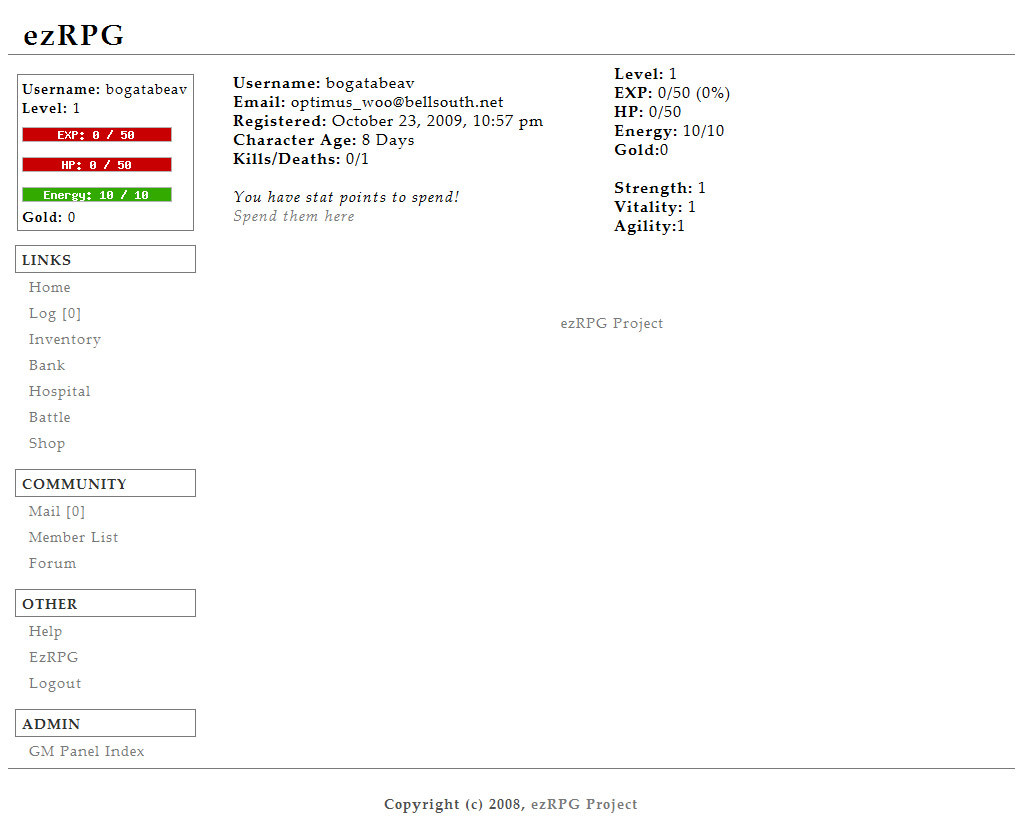 ezRPG
Username: bogatabeav
Level: 1
EXP: 0 / 50
HP: 0 / 50
Energy: 10 / 10
Gold: 0
LINKS
Home
Log [0]
Inventory
Bank
Hospital
Battle
Shop
COMMUNITY
Mail [0]
Member List
Forum
OTHER
Help
EzRPG
Logout
ADMIN
GM Panel Index
Username: bogatabeav
Email: optimus_woo@bellsouth.net
Registered: October 23, 2009, 10:57 pm
Character Age: 8 Days
Kills/Deaths: 0/1
You have stat points to spend!
Spend them here
Level: 1
EXP: 0/50 (0%)
HP: 0/50
Energy: 10/10
Gold:0
Strength: 1
Vitality: 1
Agility:1
ezRPG Project
Copyright (c) 2008, ezRPG Project